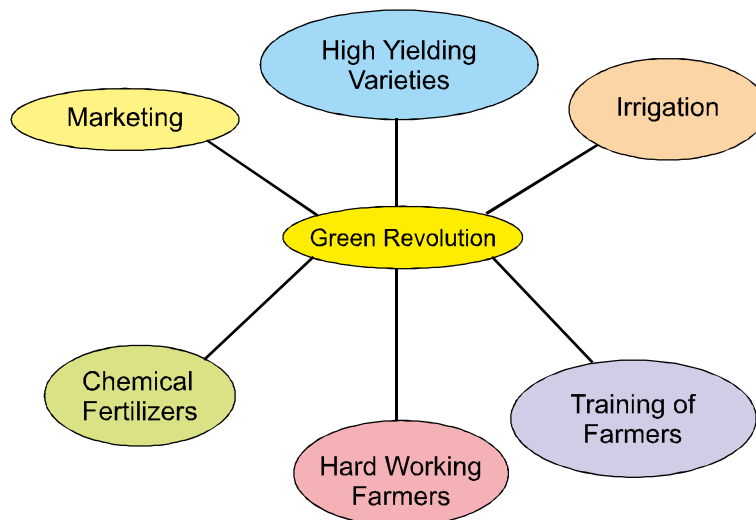 High Yielding
Varieties
Marketing
Irrigation
Green Revolution
Chemical
Fertilizers
Training of
Farmers
Hard Working
Farmers